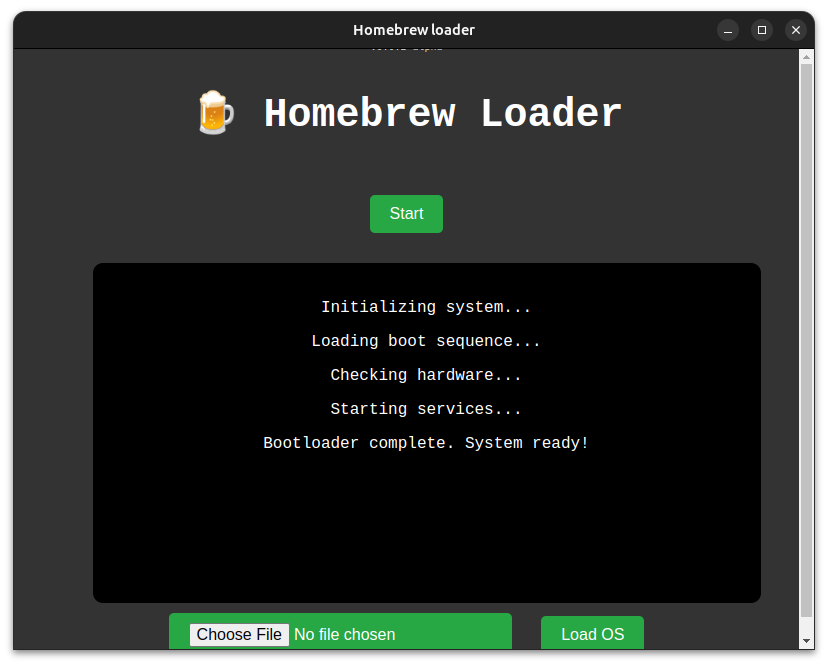 Homebrew loader
Homebrew Loader
Start
Initializing system...
Loading boot sequence...
Checking hardware...
Starting services...
Bootloader complete. System ready!
Choose File No file chosen
Load OS